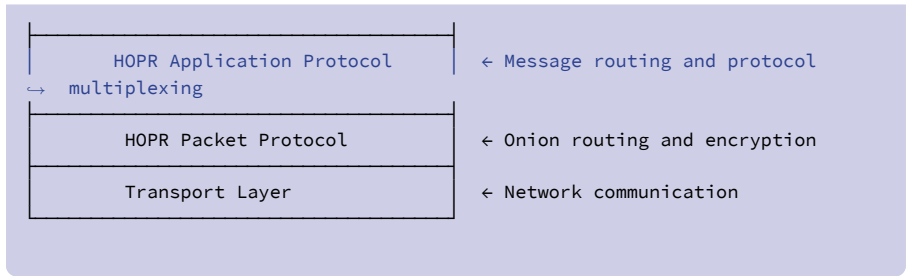 HOPR Application Protocol ← Message routing and protocol
↪ multiplexing
HOPR Packet Protocol ← Onion routing and encryption
Transport Layer ← Network communication